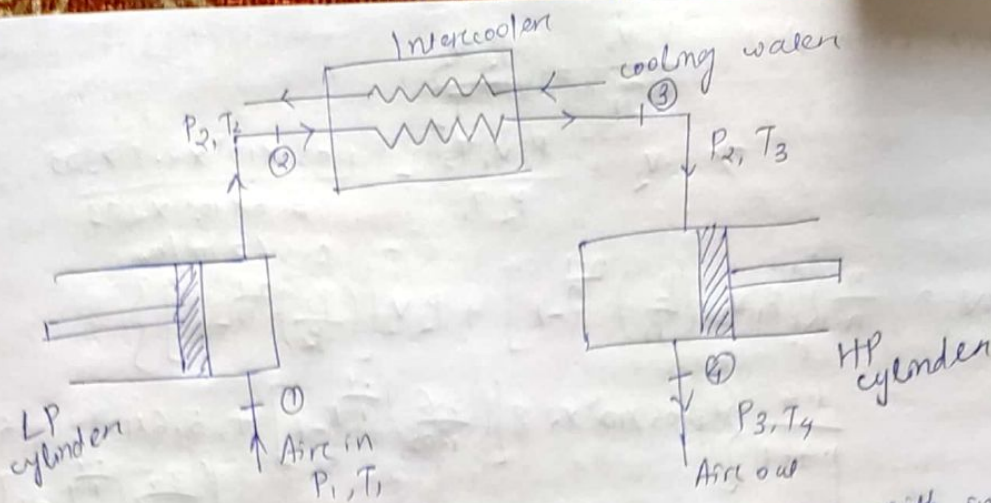 Intercooler
cooling water
③
P₂, T₂
②
P₂, T₃
LP
cylinder
①
Air in
P₁, T₁
HP
cylinder
④
P₃, T₄
Air out